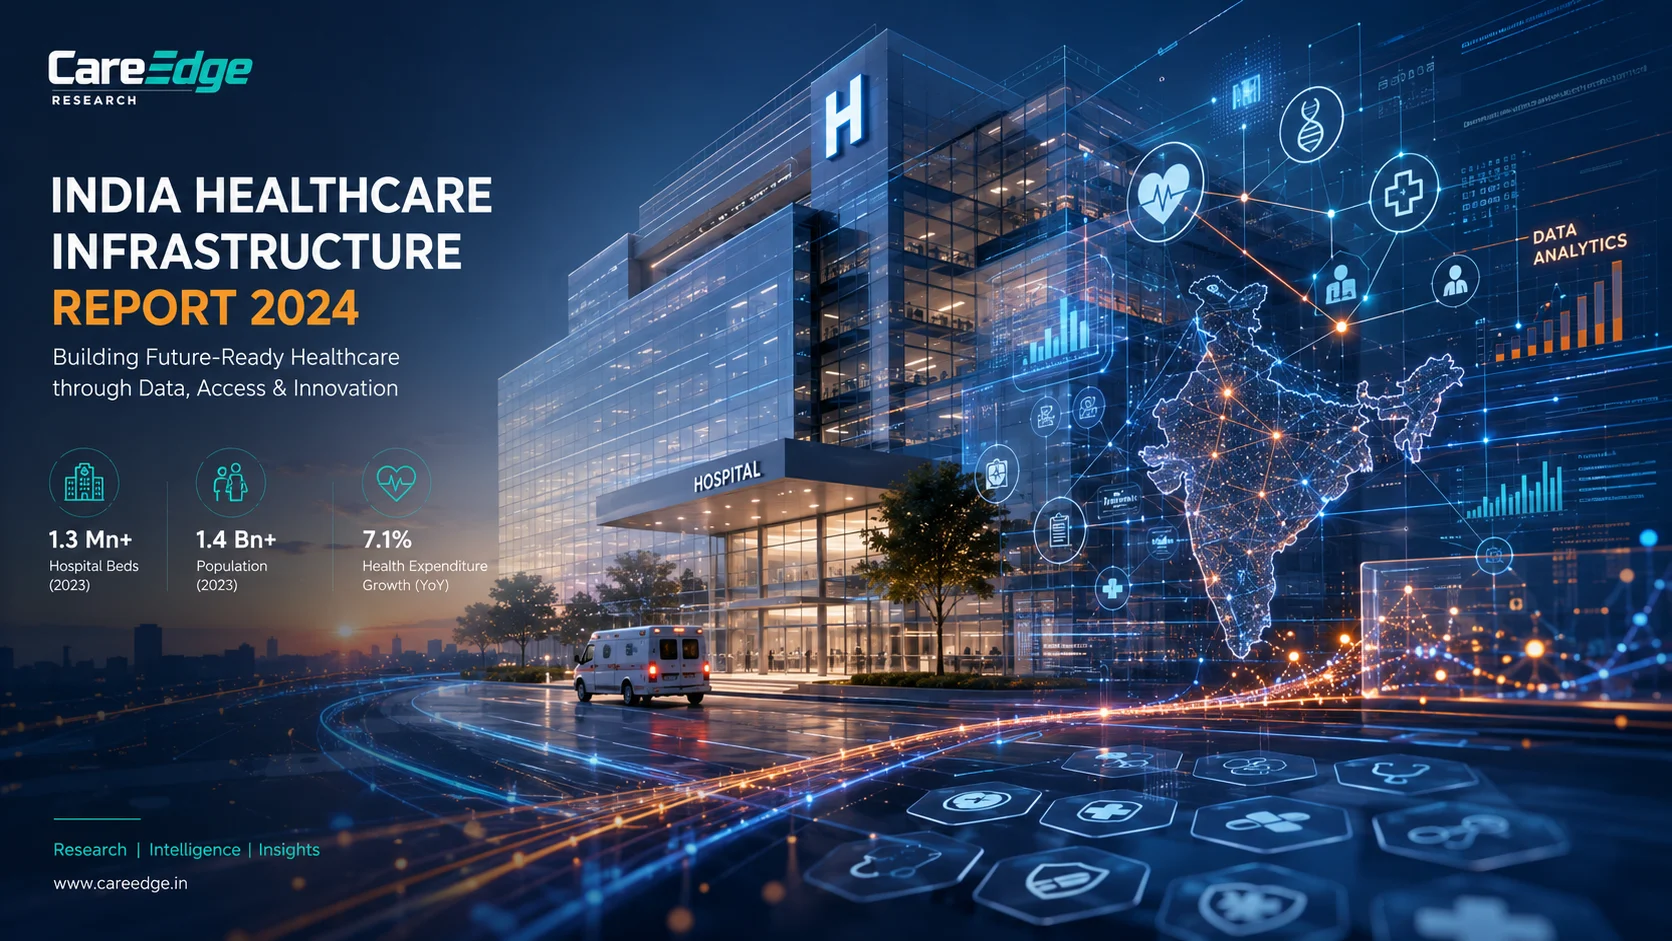 CareEdge
RESEARCH
INDIA HEALTHCARE
INFRASTRUCTURE
REPORT 2024
Building Future-Ready Healthcare
through Data, Access & Innovation
1.3 Mn+
Hospital Beds
(2023)
1.4 Bn+
Population
(2023)
7.1%
Health Expenditure
Growth (YoY)
Research | Intelligence | Insights
www.careedge.in
H
HOSPITAL
DATA
ANALYTICS